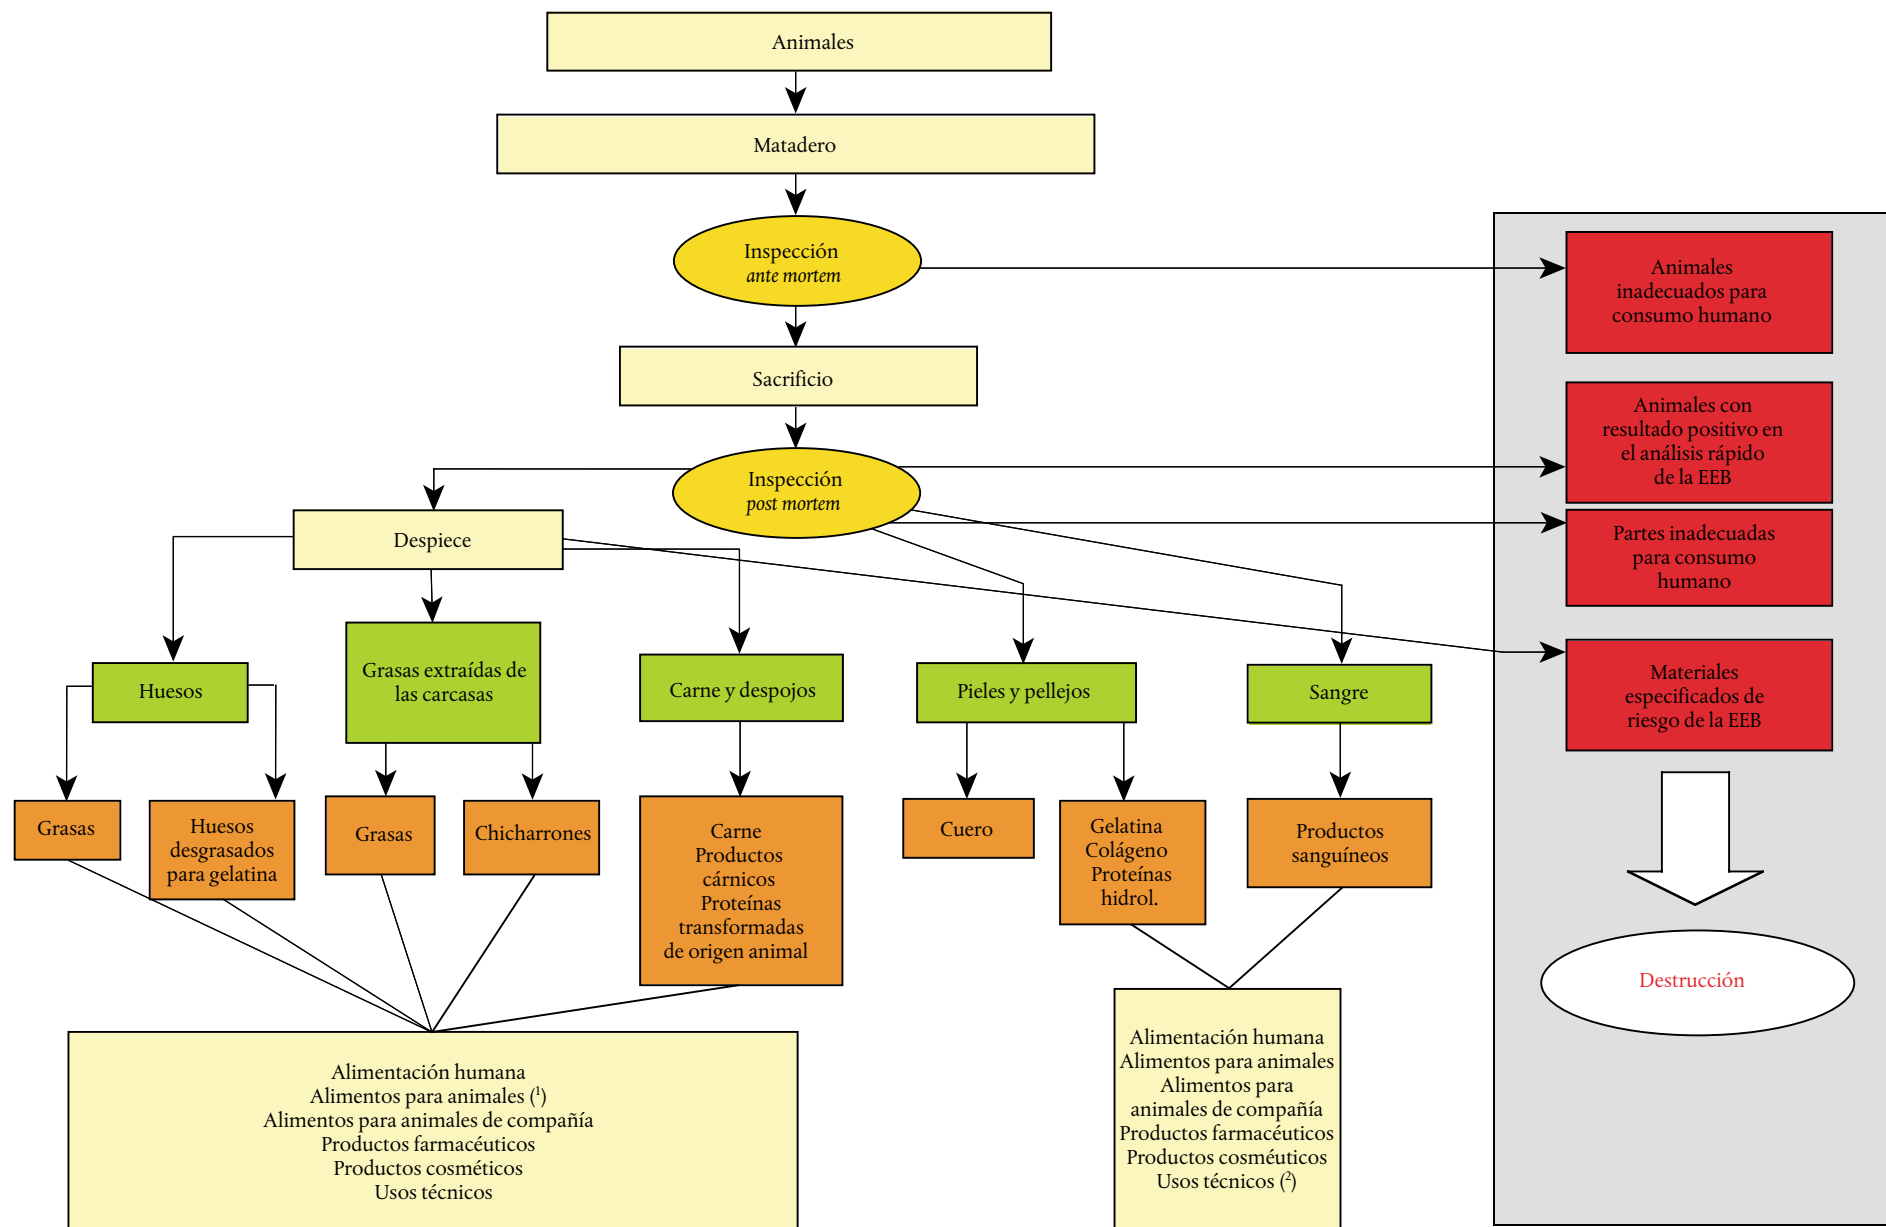 Animales
Matadero
Inspección
ante mortem
Animales
inadecuados para
consumo humano
Sacrificio
Animales con
resultado positivo en
el análisis rápido
de la EEB
Inspección
post mortem
Despiece
Partes inadecuadas
para consumo
humano
Huesos
Grasas extraídas de
las carcasas
Carne y despojos
Pieles y pellejos
Sangre
Materiales
especificados de
riesgo de la EEB
Grasas
Huesos
desgrasados
para gelatina
Grasas
Chicharrones
Carne
Productos
cárnicos
Proteínas
transformadas
de origen animal
Cuero
Gelatina
Colágeno
Proteínas
hidrol.
Productos
sanguíneos
Destrucción
Alimentación humana
Alimentos para animales (¹)
Alimentos para animales de compañía
Productos farmacéuticos
Productos cosméticos
Usos técnicos
Alimentación humana
Alimentos para animales
Alimentos para
animales de compañía
Productos farmacéuticos
Productos cosméuticos
Usos técnicos (²)